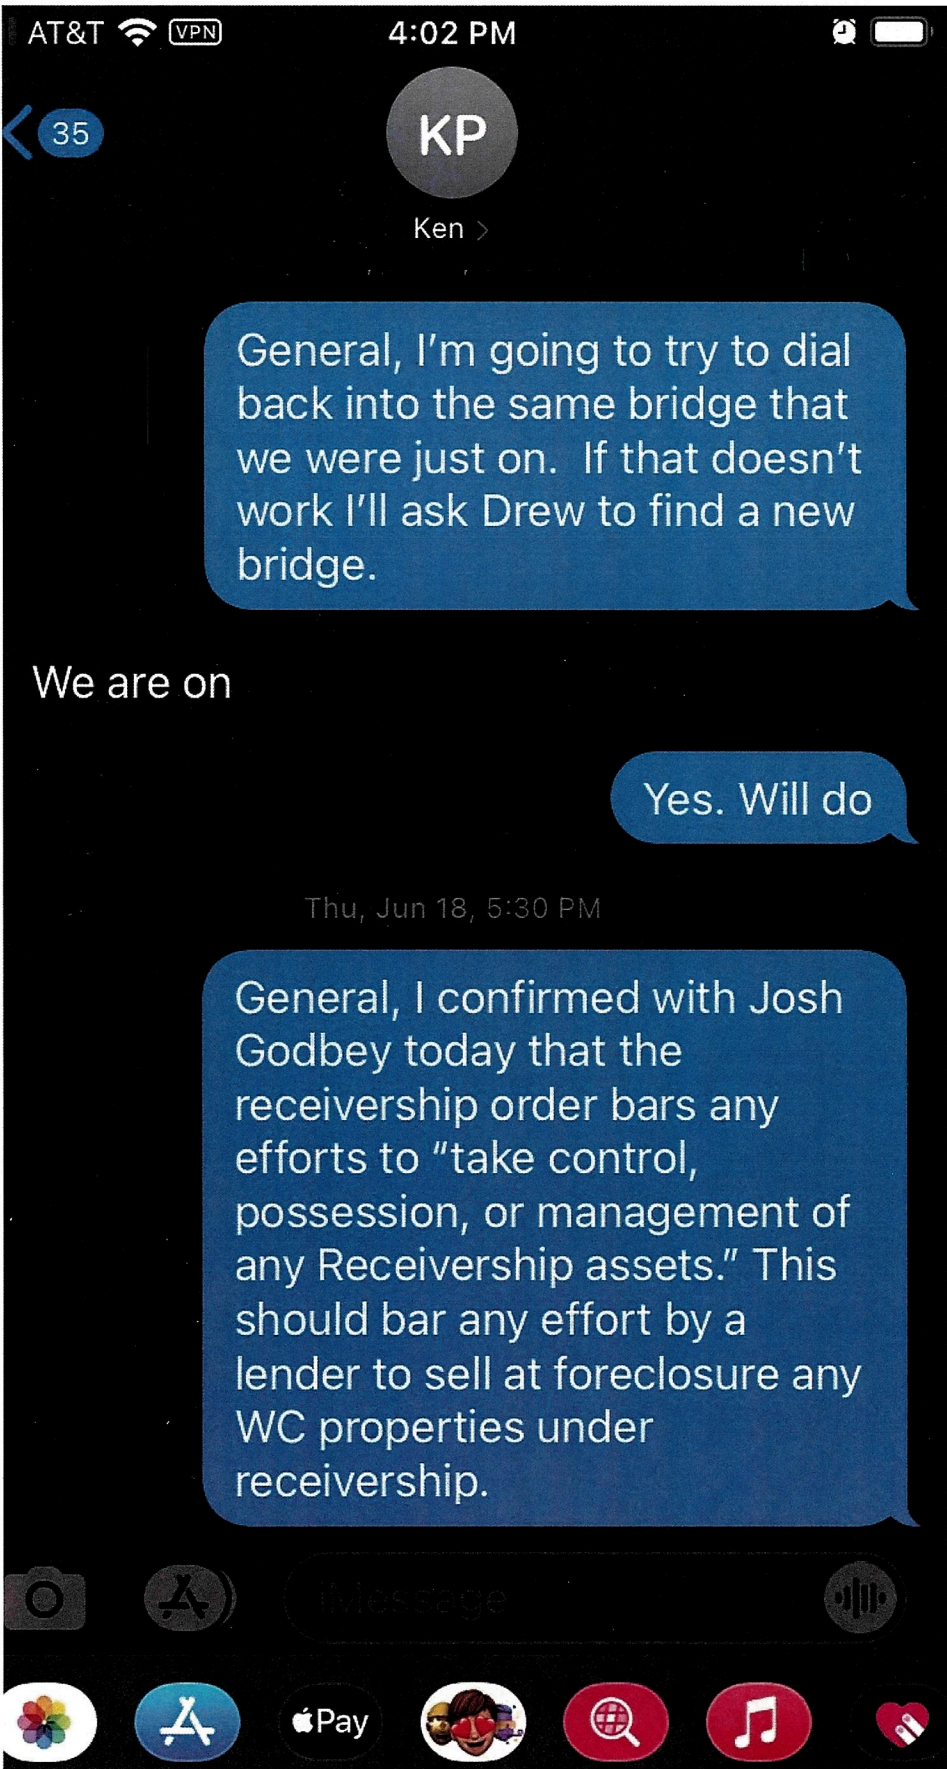 AT&T VPN 4:02 PM
35
KP
Ken >
General, I'm going to try to dial
back into the same bridge that
we were just on.  If that doesn't
work I'll ask Drew to find a new
bridge.
We are on
Yes. Will do
Thu, Jun 18, 5:30 PM
General, I confirmed with Josh
Godbey today that the
receivership order bars any
efforts to "take control,
possession, or management of
any Receivership assets." This
should bar any effort by a
lender to sell at foreclosure any
WC properties under
receivership.
iMessage
Pay